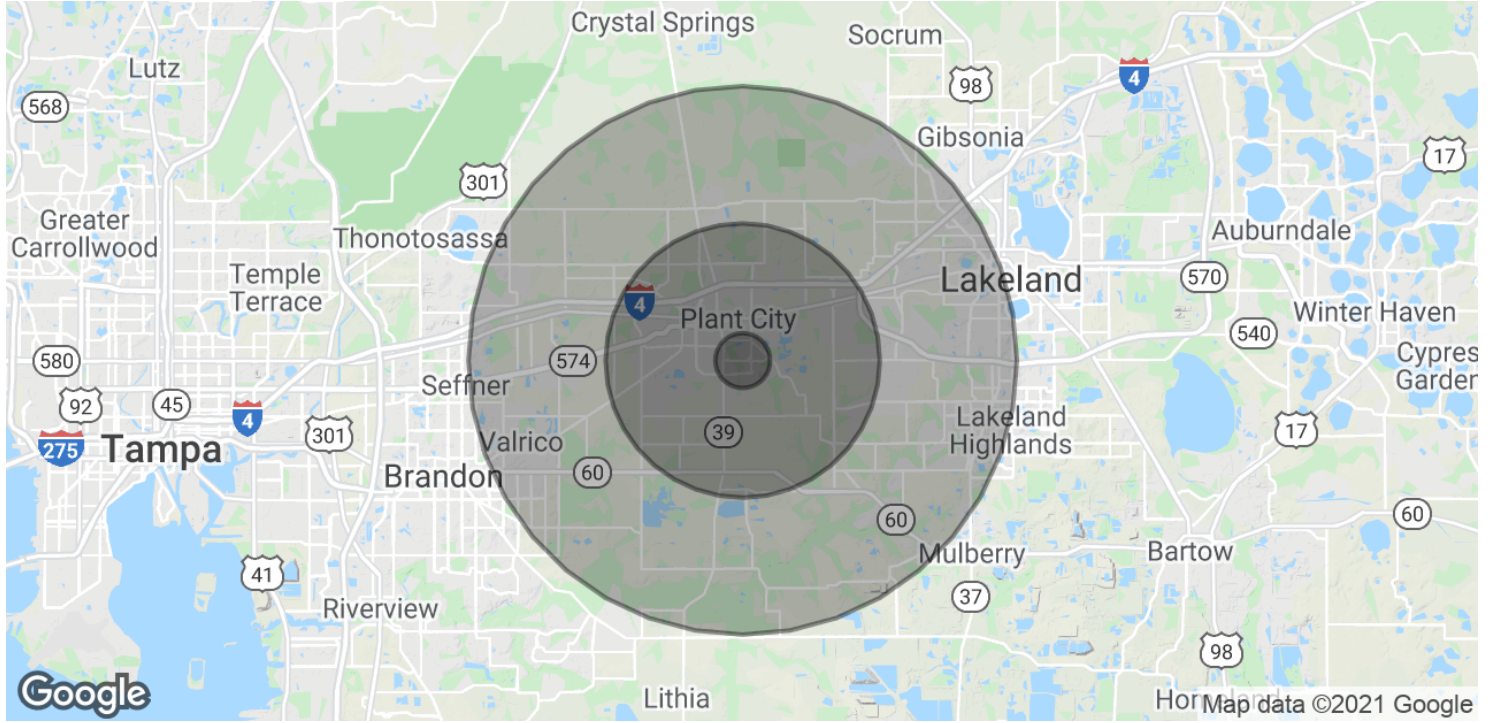 Crystal Springs
Socrum
Lutz
4
98
568
Gibsonia
17
301
Greater
Carrollwood
Thonotosassa
Auburndale
Temple
Terrace
Lakeland
570
4
Plant City
Winter Haven
540
580
574
Cypres
Garden
Seffner
92
45
4
Lakeland
Highlands
301
39
17
275
Tampa
Valrico
Brandon
60
60
60
Mulberry
Bartow
41
Riverview
37
98
Google
Lithia
Map data ©2021 Google